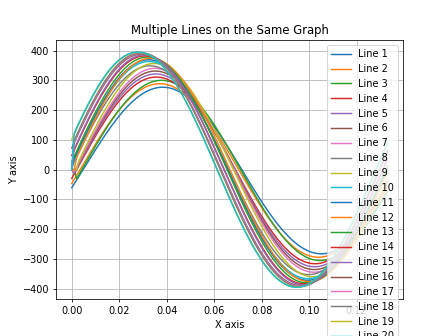 Multiple Lines on the Same Graph
400
300
200
100
0
−100
−200
−300
−400
Y axis
0.00
0.02
0.04
0.06
0.08
0.10
X axis
Line 1
Line 2
Line 3
Line 4
Line 5
Line 6
Line 7
Line 8
Line 9
Line 10
Line 11
Line 12
Line 13
Line 14
Line 15
Line 16
Line 17
Line 18
Line 19
Line 20